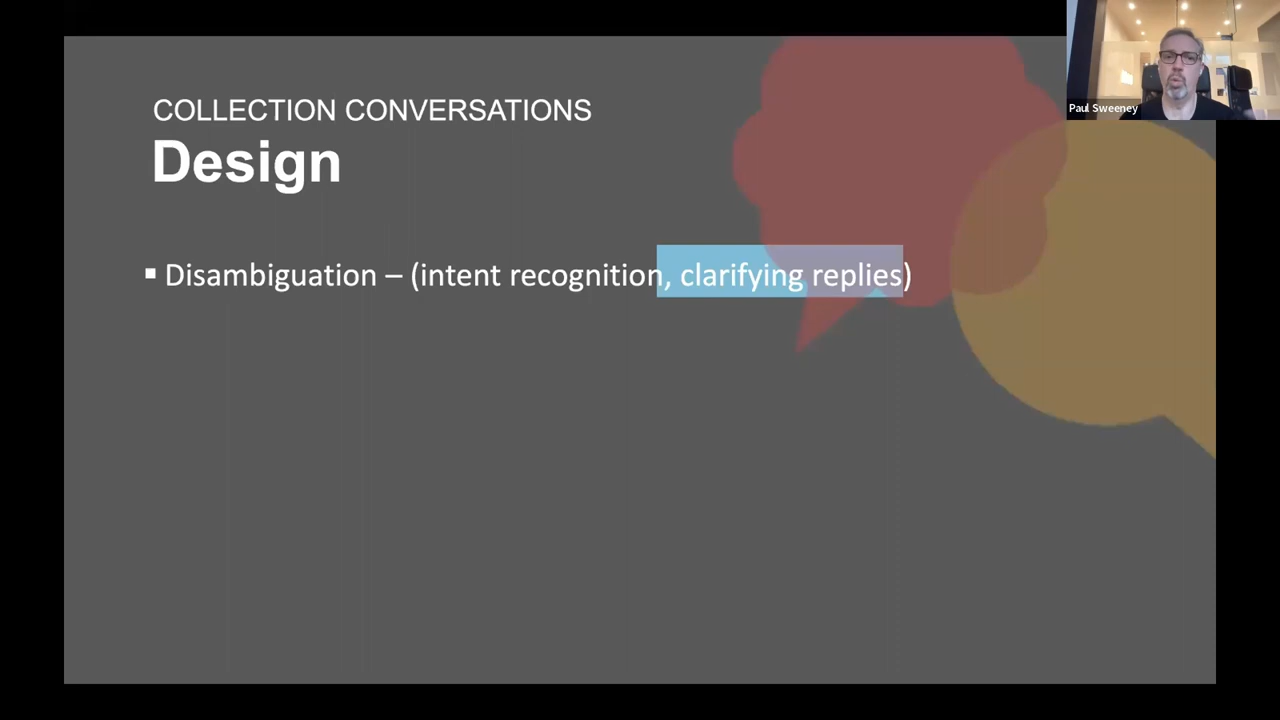 COLLECTION CONVERSATIONS
Design
▪ Disambiguation – (intent recognition, clarifying replies)
Paul Sweeney